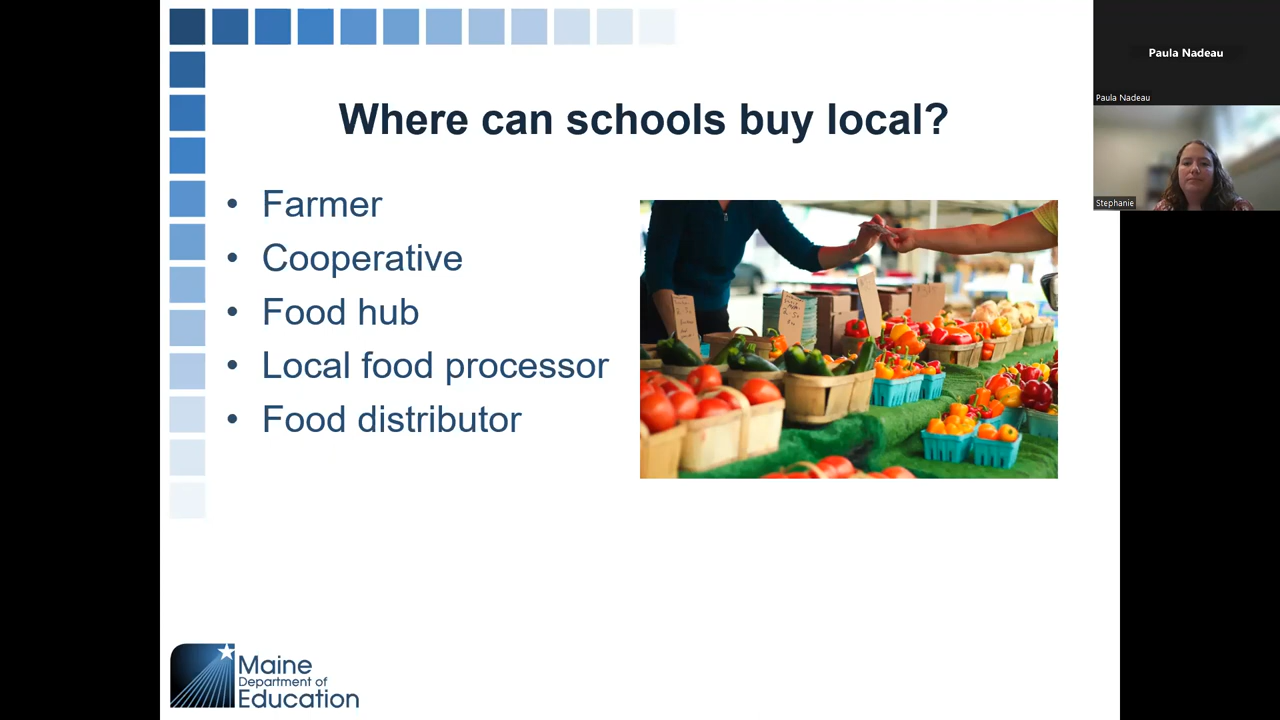 Where can schools buy local?
• Farmer
• Cooperative
• Food hub
• Local food processor
• Food distributor
Maine
Department of
Education
Paula Nadeau
Paula Nadeau
Stephanie